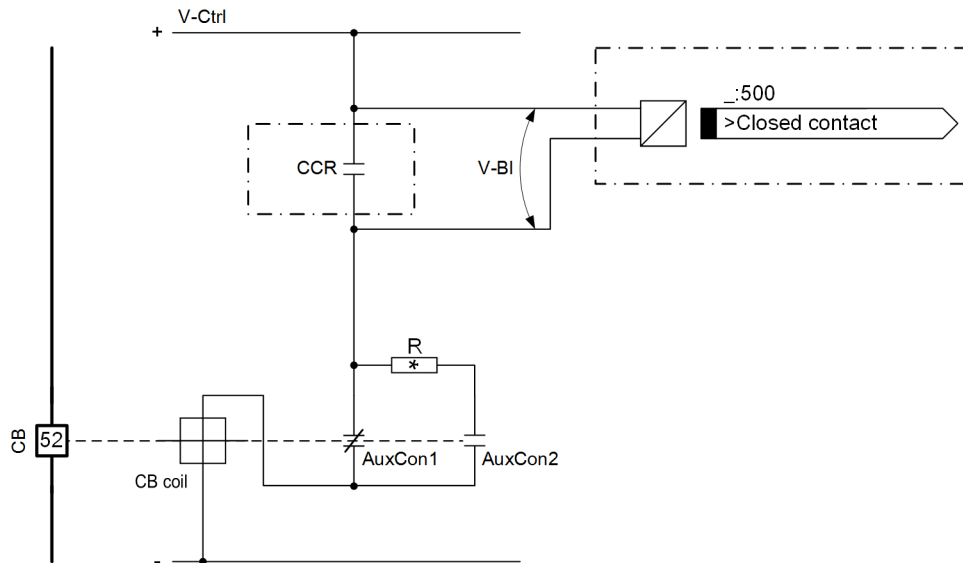 V-Ctrl
+
_:500
>Closed contact
CCR
V-BI
R
*
CB
52
AuxCon1
AuxCon2
CB coil
-